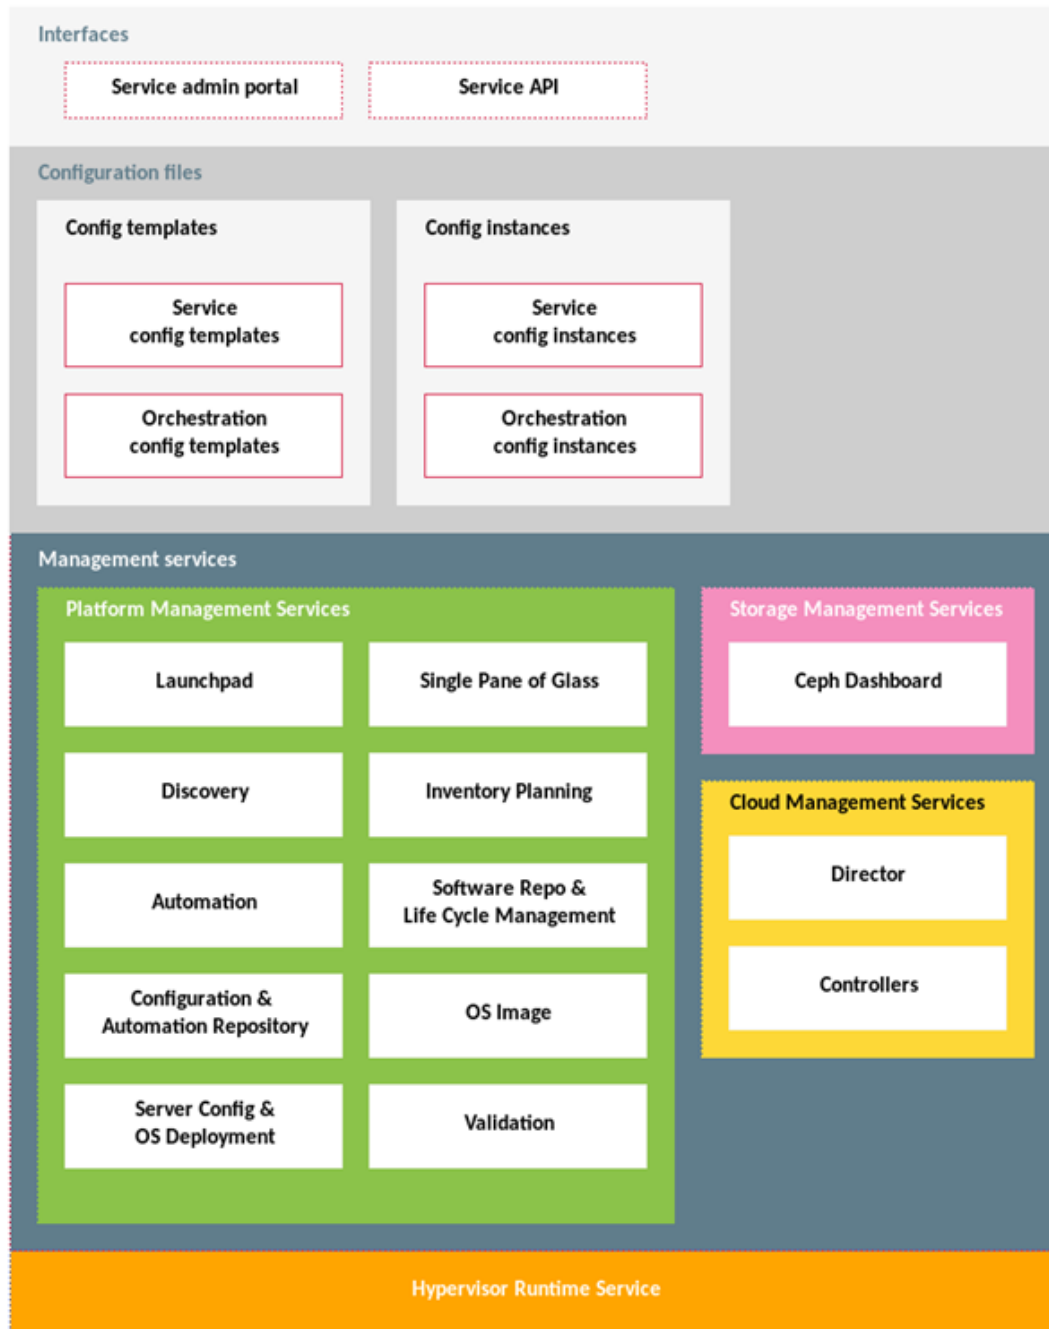 Interfaces
Service admin portal
Service API
Configuration files
Config templates
Service
config templates
Orchestration
config templates
Config instances
Service
config instances
Orchestration
config instances
Management services
Platform Management Services
Launchpad
Single Pane of Glass
Discovery
Inventory Planning
Automation
Software Repo &
Life Cycle Management
Configuration &
Automation Repository
OS Image
Server Config &
OS Deployment
Validation
Storage Management Services
Ceph Dashboard
Cloud Management Services
Director
Controllers
Hypervisor Runtime Service